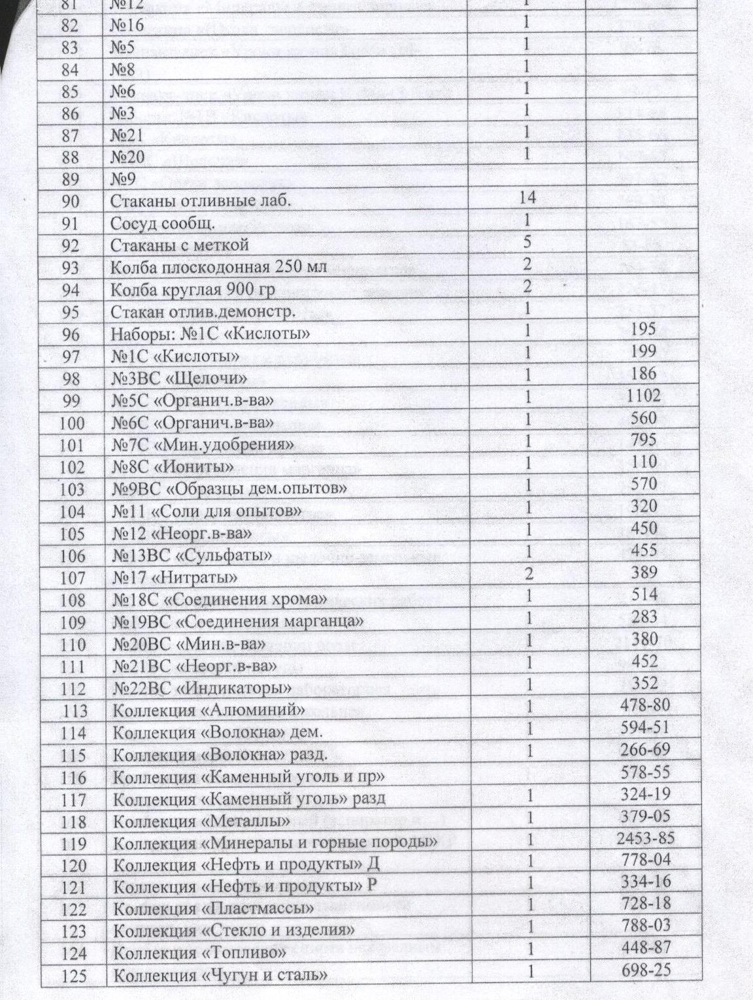 81 №12 1
82 №16 1
83 №5 1
84 №8 1
85 №6 1
86 №3 1
87 №21 1
88 №20 1
89 №9
90 Стаканы отливные лаб. 14
91 Сосуд сообщ. 1
92 Стаканы с меткой 5
93 Колба плоскодонная 250 мл 2
94 Колба круглая 900 гр 2
95 Стакан отлив.демонстр. 1
96 Наборы: №1С «Кислоты» 1 195
97 №1С «Кислоты» 1 199
98 №3ВС «Щелочи» 1 186
99 №5С «Органич.в-ва» 1 1102
100 №6С «Органич.в-ва» 1 560
101 №7С «Мин.удобрения» 1 795
102 №8С «Иониты» 1 110
103 №9ВС «Образцы дем.опытов» 1 570
104 №11 «Соли для опытов» 1 320
105 №12 «Неорг.в-ва» 1 450
106 №13ВС «Сульфаты» 1 455
107 №17 «Нитраты» 2 389
108 №18С «Соединения хрома» 1 514
109 №19ВС «Соединения марганца» 1 283
110 №20ВС «Мин.в-ва» 1 380
111 №21ВС «Неорг.в-ва» 1 452
112 №22ВС «Индикаторы» 1 352
113 Коллекция «Алюминий» 1 478-80
114 Коллекция «Волокна» дем. 1 594-51
115 Коллекция «Волокна» разд. 1 266-69
116 Коллекция «Каменный уголь и пр» 578-55
117 Коллекция «Каменный уголь» разд 1 324-19
118 Коллекция «Металлы» 1 379-05
119 Коллекция «Минералы и горные породы» 1 2453-85
120 Коллекция «Нефть и продукты» Д 1 778-04
121 Коллекция «Нефть и продукты» Р 1 334-16
122 Коллекция «Пластмассы» 1 728-18
123 Коллекция «Стекло и изделия» 1 788-03
124 Коллекция «Топливо» 1 448-87
125 Коллекция «Чугун и сталь» 1 698-25